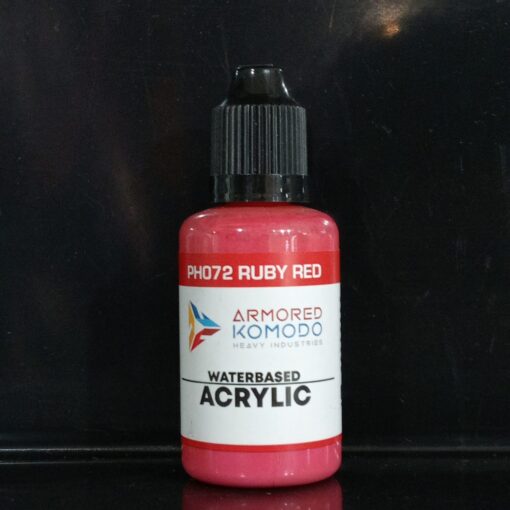 PH072 RUBY RED
ARMORED
KOMODO
HEAVY INDUSTRIES
WATERBASED
ACRYLIC